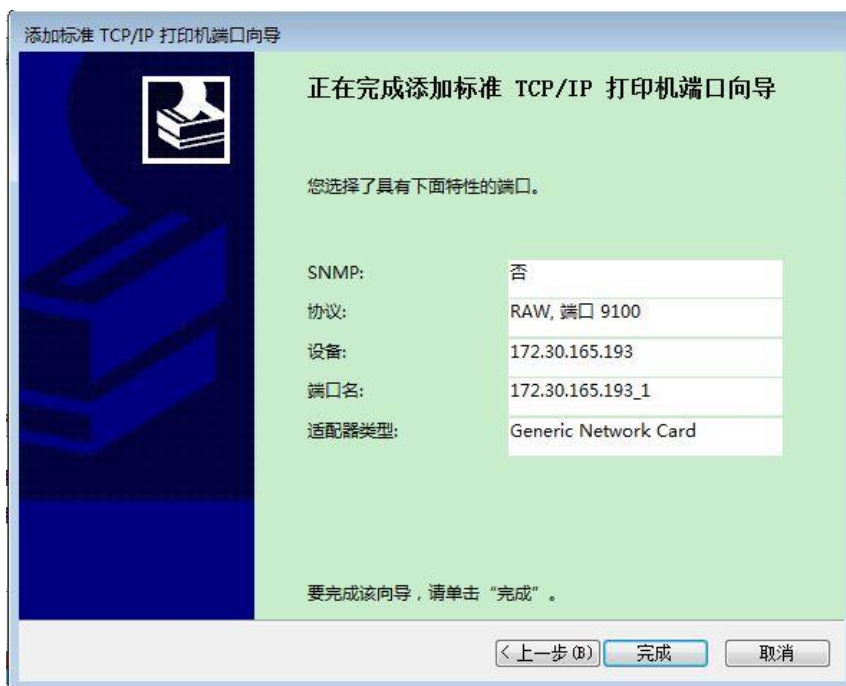 添加标准 TCP/IP 打印机端口向导
正在完成添加标准 TCP/IP 打印机端口向导
您选择了具有下面特性的端口。
SNMP: 否
协议: RAW, 端口 9100
设备: 172.30.165.193
端口名: 172.30.165.193_1
适配器类型: Generic Network Card
要完成该向导，请单击“完成”。
< 上一步(B) 完成 取消